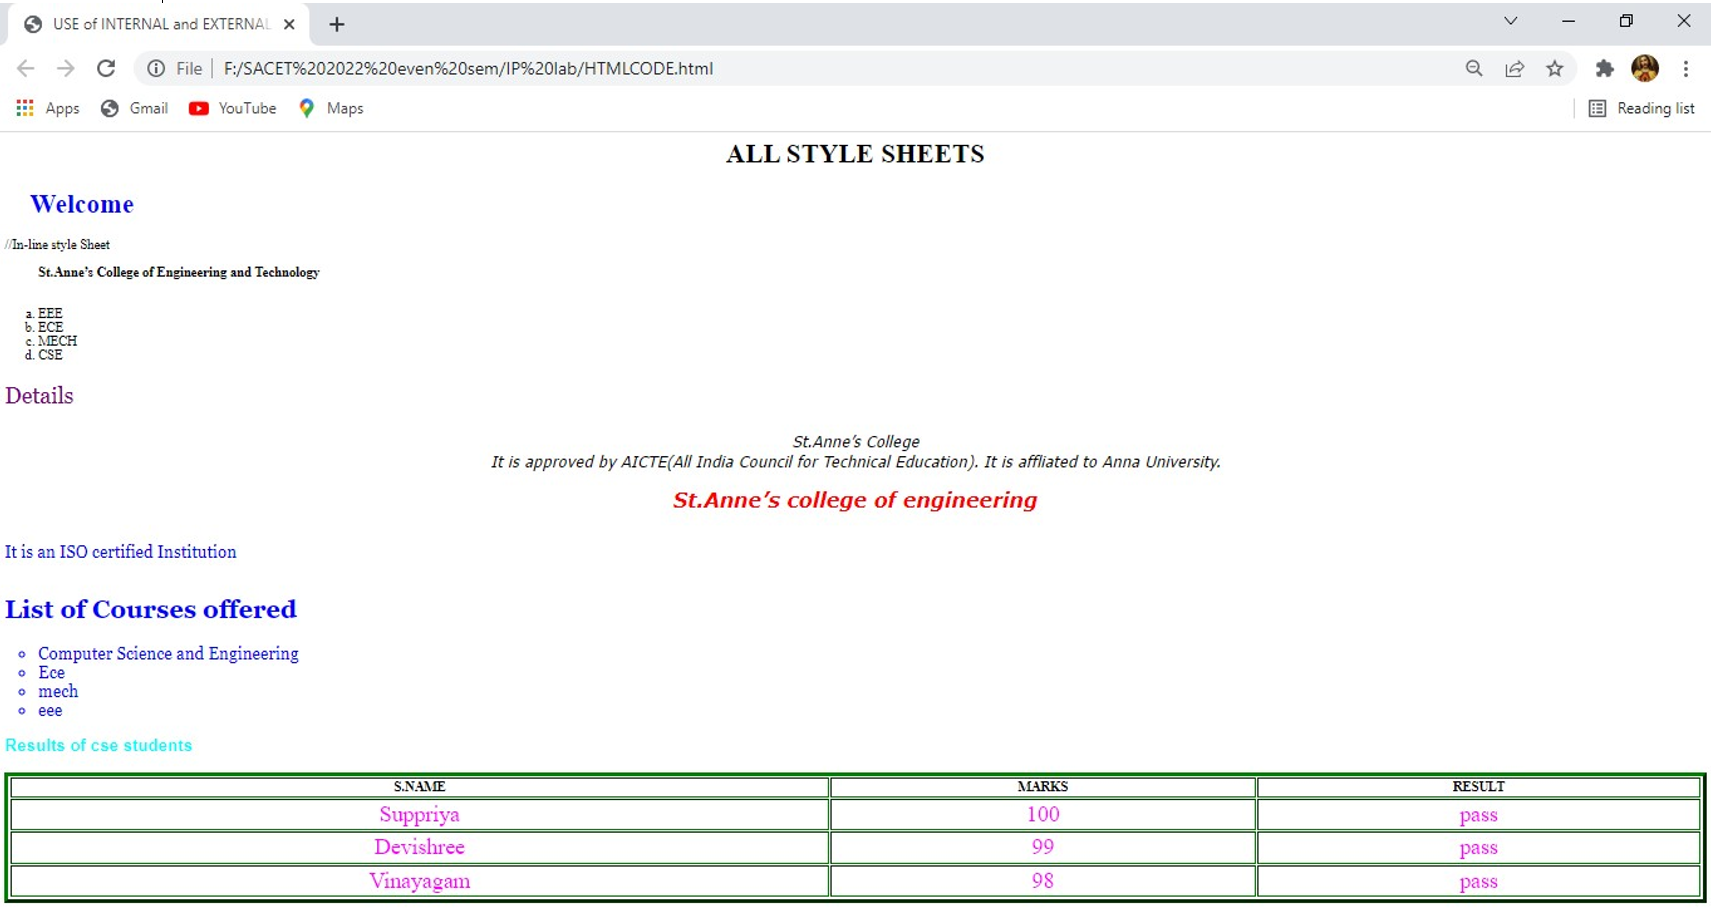 USE of INTERNAL and EXTERNAL
File
F:/SACET%202022%20even%20sem/IP%20lab/HTMLCODE.html
Apps Gmail YouTube Maps Reading list
ALL STYLE SHEETS
Welcome
//In-line style Sheet
St.Anne's College of Engineering and Technology
a. EEE
b. ECE
c. MECH
d. CSE
Details
St.Anne's College
It is approved by AICTE(All India Council for Technical Education). It is affliated to Anna University.
St.Anne's college of engineering
It is an ISO certified Institution
List of Courses offered
Computer Science and Engineering
Ece
mech
eee
Results of cse students
S.NAME MARKS RESULT
Suppriya 100 pass
Devishree 99 pass
Vinayagam 98 pass